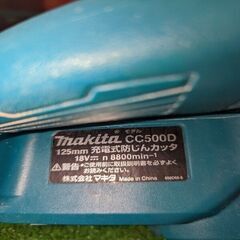 モデル
makita CC500D
125mm 充電式防じんカッタ
18V⎓ n 8800min⁻¹
⚠警告 •ご使用前に取扱説明書を必ずよくお読みください。
株式会社マキタ Made in China